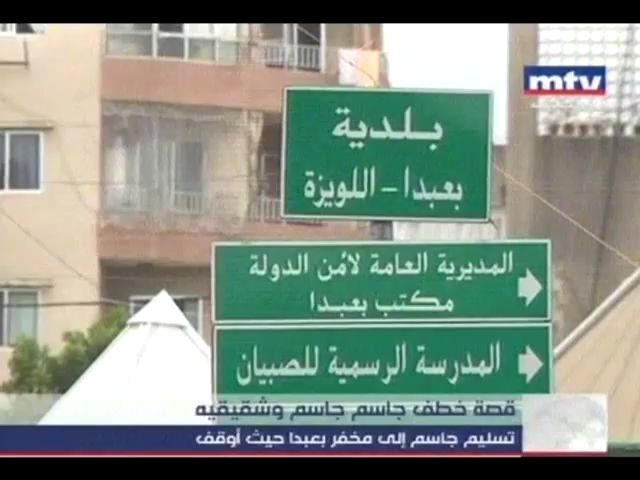 mtv
بلدية
بعبدا - اللويزة
المديرية العامة لأمن الدولة
مكتب بعبدا
المدرسة الرسمية للصبيان
قصة خطف جاسم جاسم وشقيقيه
تسليم جاسم إلى مخفر بعبدا حيث أوقف